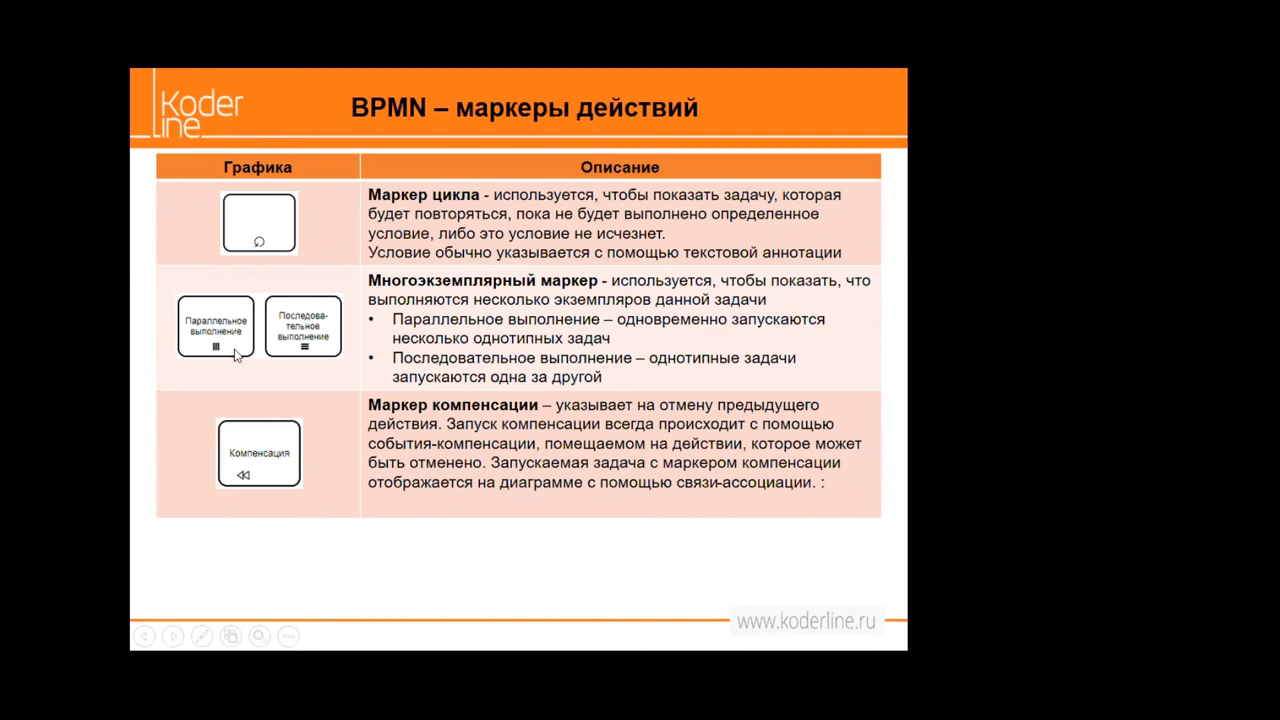 Koder
line
BPMN – маркеры действий
Графика
Описание
Маркер цикла - используется, чтобы показать задачу, которая
будет повторяться, пока не будет выполнено определенное
условие, либо это условие не исчезнет.
Условие обычно указывается с помощью текстовой аннотации
Параллельное
выполнение
Последова-
тельное
выполнение
Многоэкземплярный маркер - используется, чтобы показать, что
выполняются несколько экземпляров данной задачи
• Параллельное выполнение – одновременно запускаются
несколько однотипных задач
• Последовательное выполнение – однотипные задачи
запускаются одна за другой
Компенсация
Маркер компенсации – указывает на отмену предыдущего
действия. Запуск компенсации всегда происходит с помощью
события-компенсации, помещаемом на действии, которое может
быть отменено. Запускаемая задача с маркером компенсации
отображается на диаграмме с помощью связи-ассоциации. :
www.koderline.ru